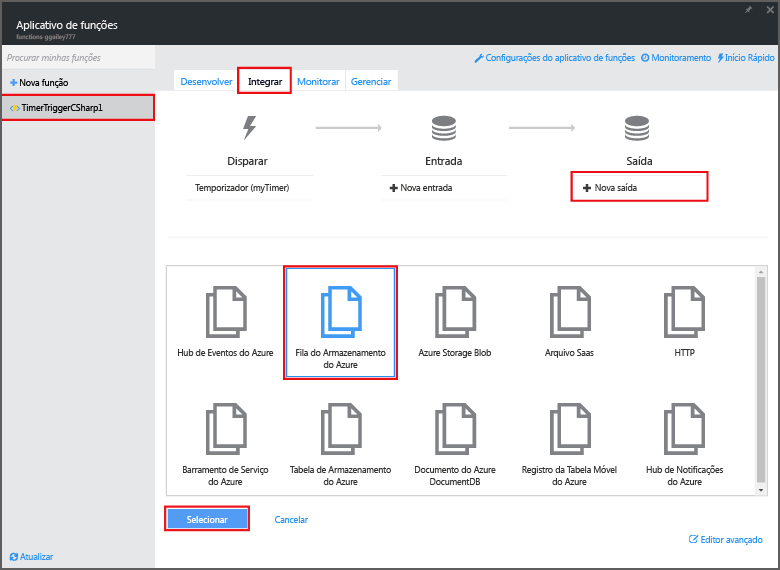 Aplicativo de funções
functions-ggailey777
Procurar minhas funções
Configurações do aplicativo de funções
Monitoramento
Início Rápido
Nova função
TimerTriggerCSharp1
Desenvolver
Integrar
Monitorar
Gerenciar
Disparar
Entrada
Saída
Temporizador (myTimer)
Nova entrada
Nova saída
Hub de Eventos do Azure
Fila do Armazenamento
do Azure
Azure Storage Blob
Arquivo Saas
HTTP
Barramento de Serviço
do Azure
Tabela de Armazenamento
do Azure
Documento do Azure
DocumentDB
Registro da Tabela Móvel
do Azure
Hub de Notificações
do Azure
Selecionar
Cancelar
Editor avançado
Atualizar